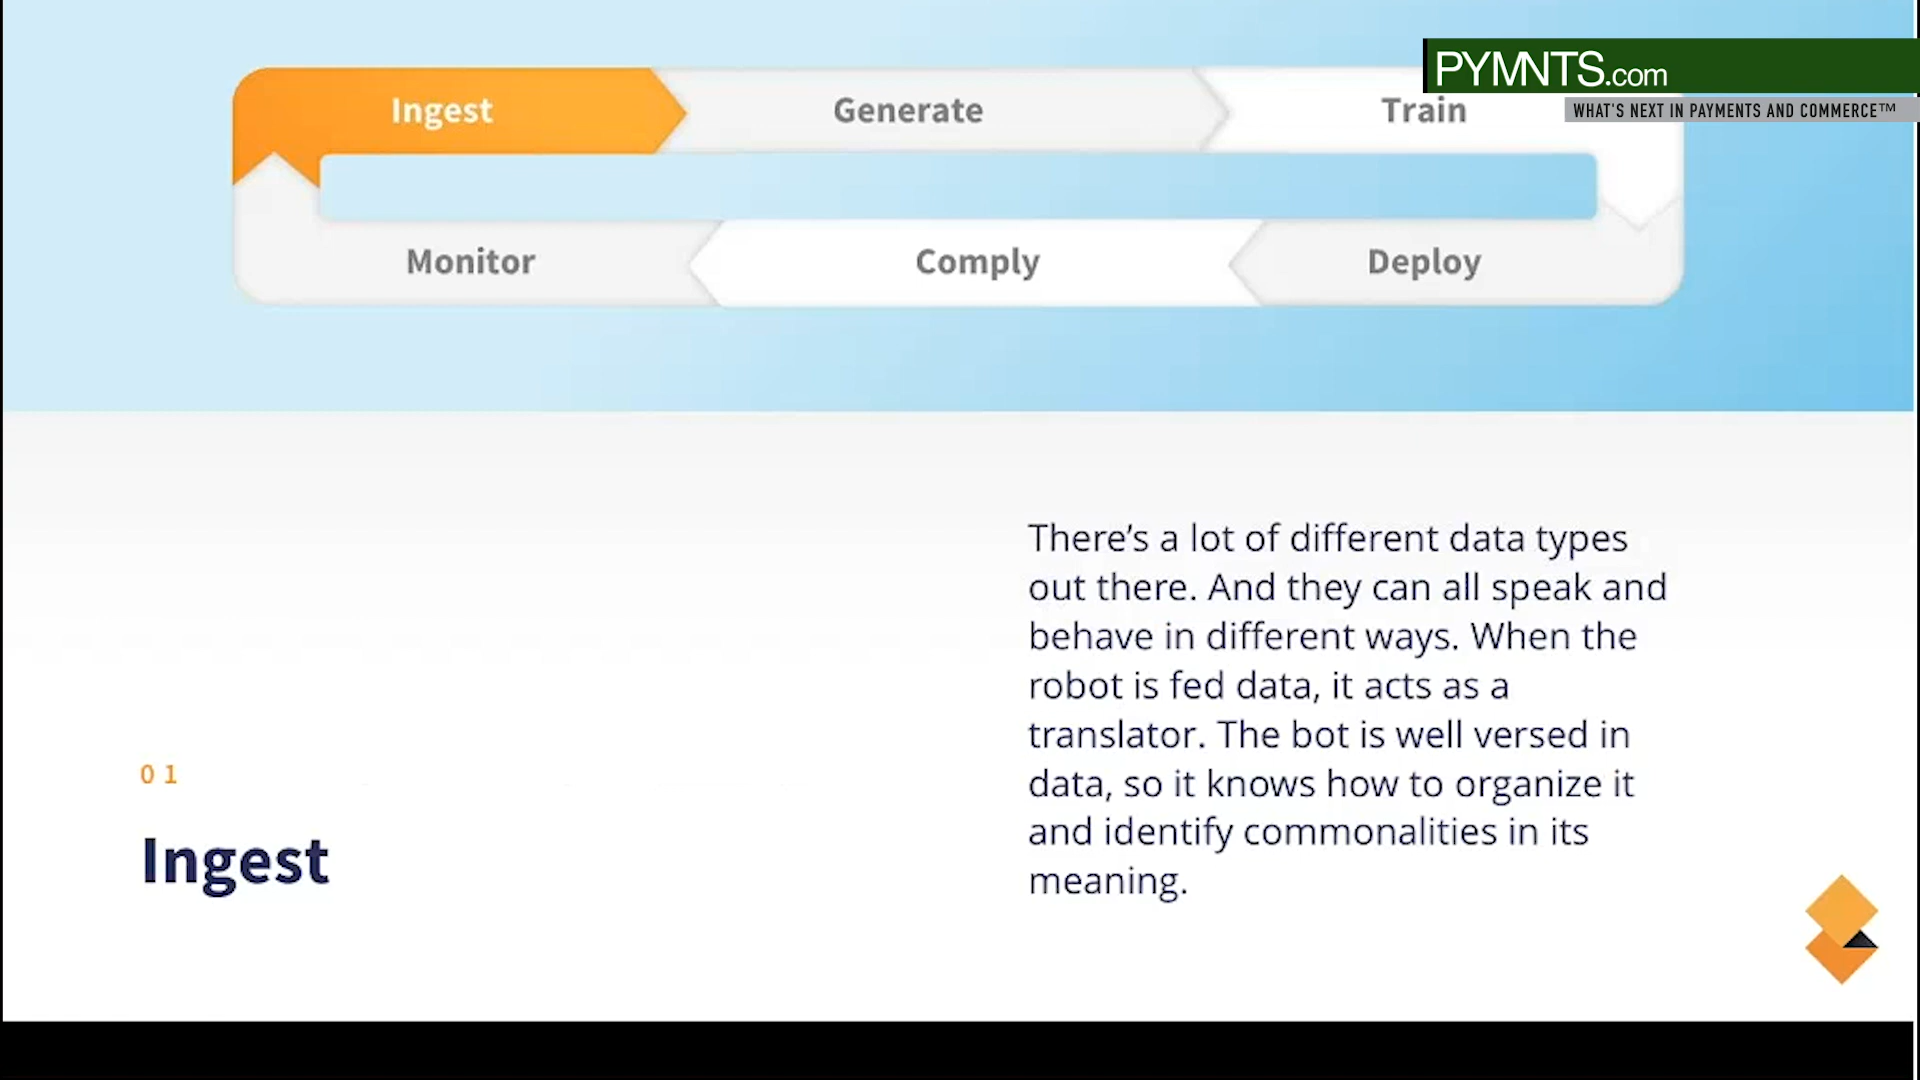 PYMNTS.com
WHAT'S NEXT IN PAYMENTS AND COMMERCE™
Ingest
Generate
Train
Monitor
Comply
Deploy
01
Ingest
There’s a lot of different data types
out there. And they can all speak and
behave in different ways. When the
robot is fed data, it acts as a
translator. The bot is well versed in
data, so it knows how to organize it
and identify commonalities in its
meaning.